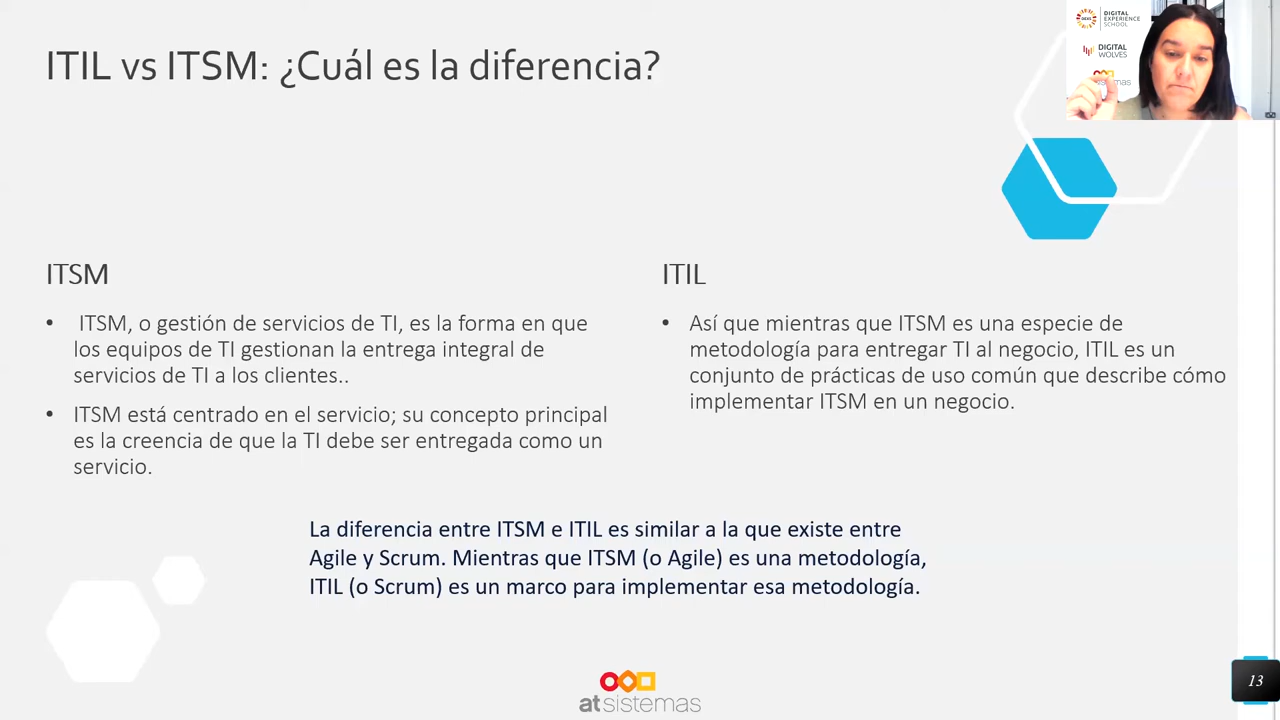 ITIL vs ITSM: ¿Cuál es la diferencia?
DIGITAL
EXPERIENCE
SCHOOL
DIGITAL
WOLVES
sistemas
ITSM
• ITSM, o gestión de servicios de TI, es la forma en que
los equipos de TI gestionan la entrega integral de
servicios de TI a los clientes..
• ITSM está centrado en el servicio; su concepto principal
es la creencia de que la TI debe ser entregada como un
servicio.
ITIL
• Así que mientras que ITSM es una especie de
metodología para entregar TI al negocio, ITIL es un
conjunto de prácticas de uso común que describe cómo
implementar ITSM en un negocio.
La diferencia entre ITSM e ITIL es similar a la que existe entre
Agile y Scrum. Mientras que ITSM (o Agile) es una metodología,
ITIL (o Scrum) es un marco para implementar esa metodología.
atsistemas
13